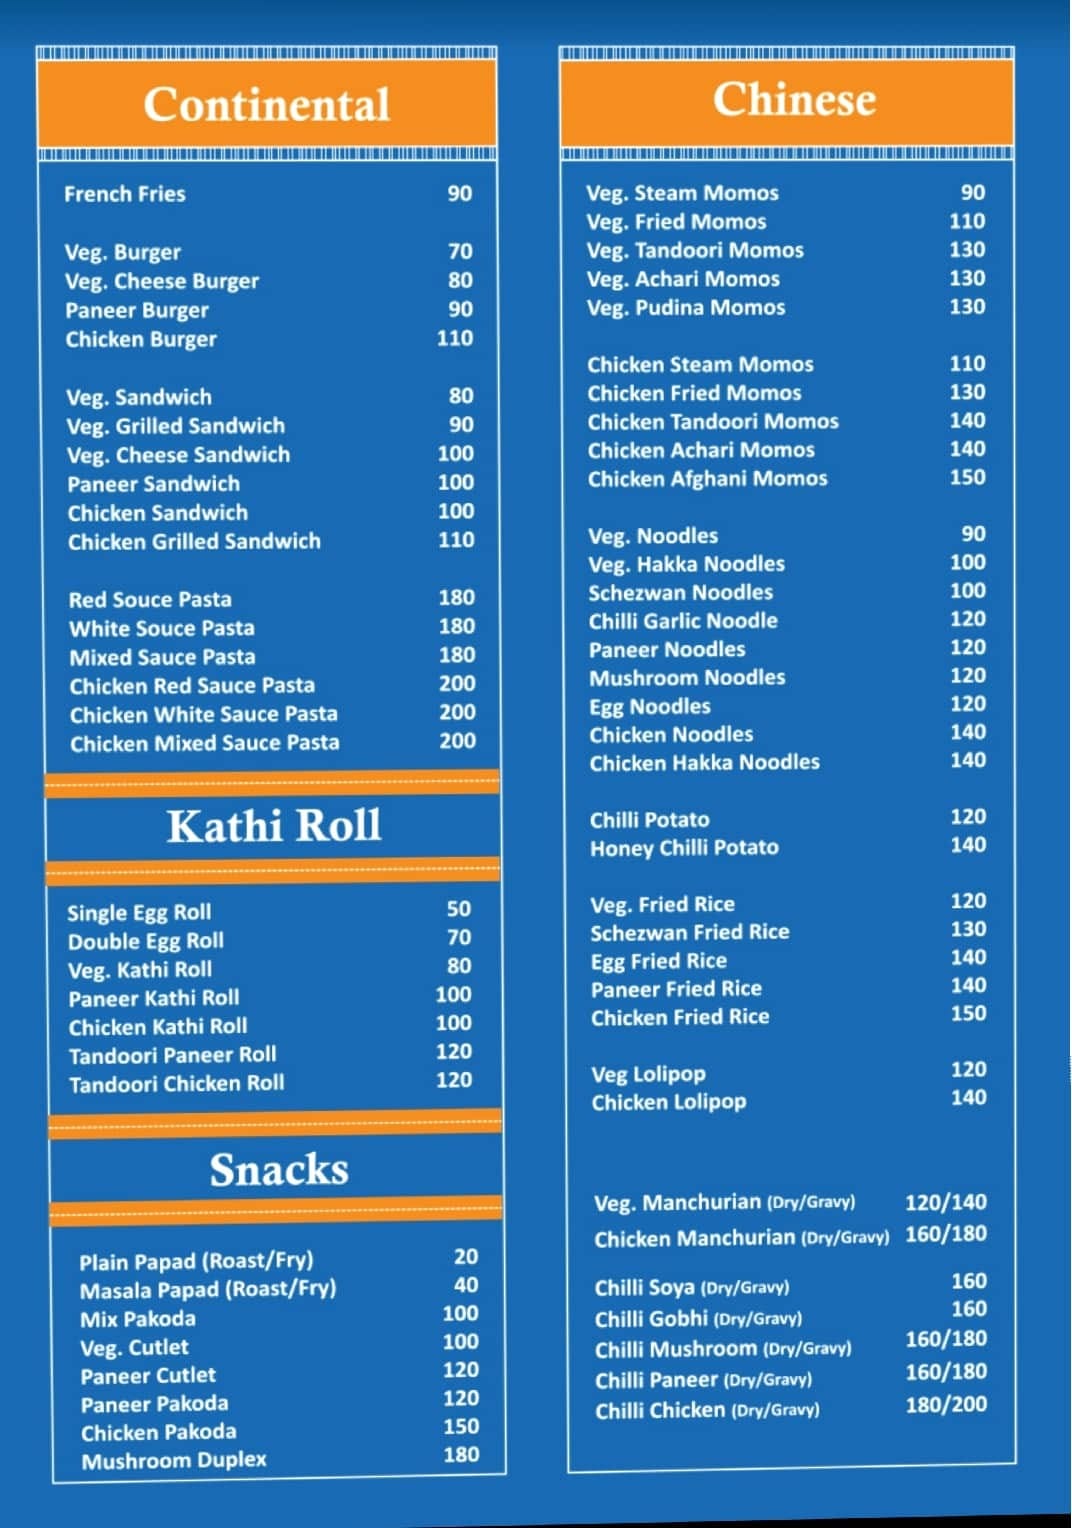 Continental
French Fries 90
Veg. Burger 70
Veg. Cheese Burger 80
Paneer Burger 90
Chicken Burger 110
Veg. Sandwich 80
Veg. Grilled Sandwich 90
Veg. Cheese Sandwich 100
Paneer Sandwich 100
Chicken Sandwich 100
Chicken Grilled Sandwich 110
Red Souce Pasta 180
White Souce Pasta 180
Mixed Sauce Pasta 180
Chicken Red Sauce Pasta 200
Chicken White Sauce Pasta 200
Chicken Mixed Sauce Pasta 200
Kathi Roll
Single Egg Roll 50
Double Egg Roll 70
Veg. Kathi Roll 80
Paneer Kathi Roll 100
Chicken Kathi Roll 100
Tandoori Paneer Roll 120
Tandoori Chicken Roll 120
Snacks
Plain Papad (Roast/Fry) 20
Masala Papad (Roast/Fry) 40
Mix Pakoda 100
Veg. Cutlet 100
Paneer Cutlet 120
Paneer Pakoda 120
Chicken Pakoda 150
Mushroom Duplex 180
Chinese
Veg. Steam Momos 90
Veg. Fried Momos 110
Veg. Tandoori Momos 130
Veg. Achari Momos 130
Veg. Pudina Momos 130
Chicken Steam Momos 110
Chicken Fried Momos 130
Chicken Tandoori Momos 140
Chicken Achari Momos 140
Chicken Afghani Momos 150
Veg. Noodles 90
Veg. Hakka Noodles 100
Schezwan Noodles 100
Chilli Garlic Noodle 120
Paneer Noodles 120
Mushroom Noodles 120
Egg Noodles 120
Chicken Noodles 140
Chicken Hakka Noodles 140
Chilli Potato 120
Honey Chilli Potato 140
Veg. Fried Rice 120
Schezwan Fried Rice 130
Egg Fried Rice 140
Paneer Fried Rice 140
Chicken Fried Rice 150
Veg Lolipop 120
Chicken Lolipop 140
Veg. Manchurian (Dry/Gravy) 120/140
Chicken Manchurian (Dry/Gravy) 160/180
Chilli Soya (Dry/Gravy) 160
Chilli Gobhi (Dry/Gravy) 160
Chilli Mushroom (Dry/Gravy) 160/180
Chilli Paneer (Dry/Gravy) 160/180
Chilli Chicken (Dry/Gravy) 180/200